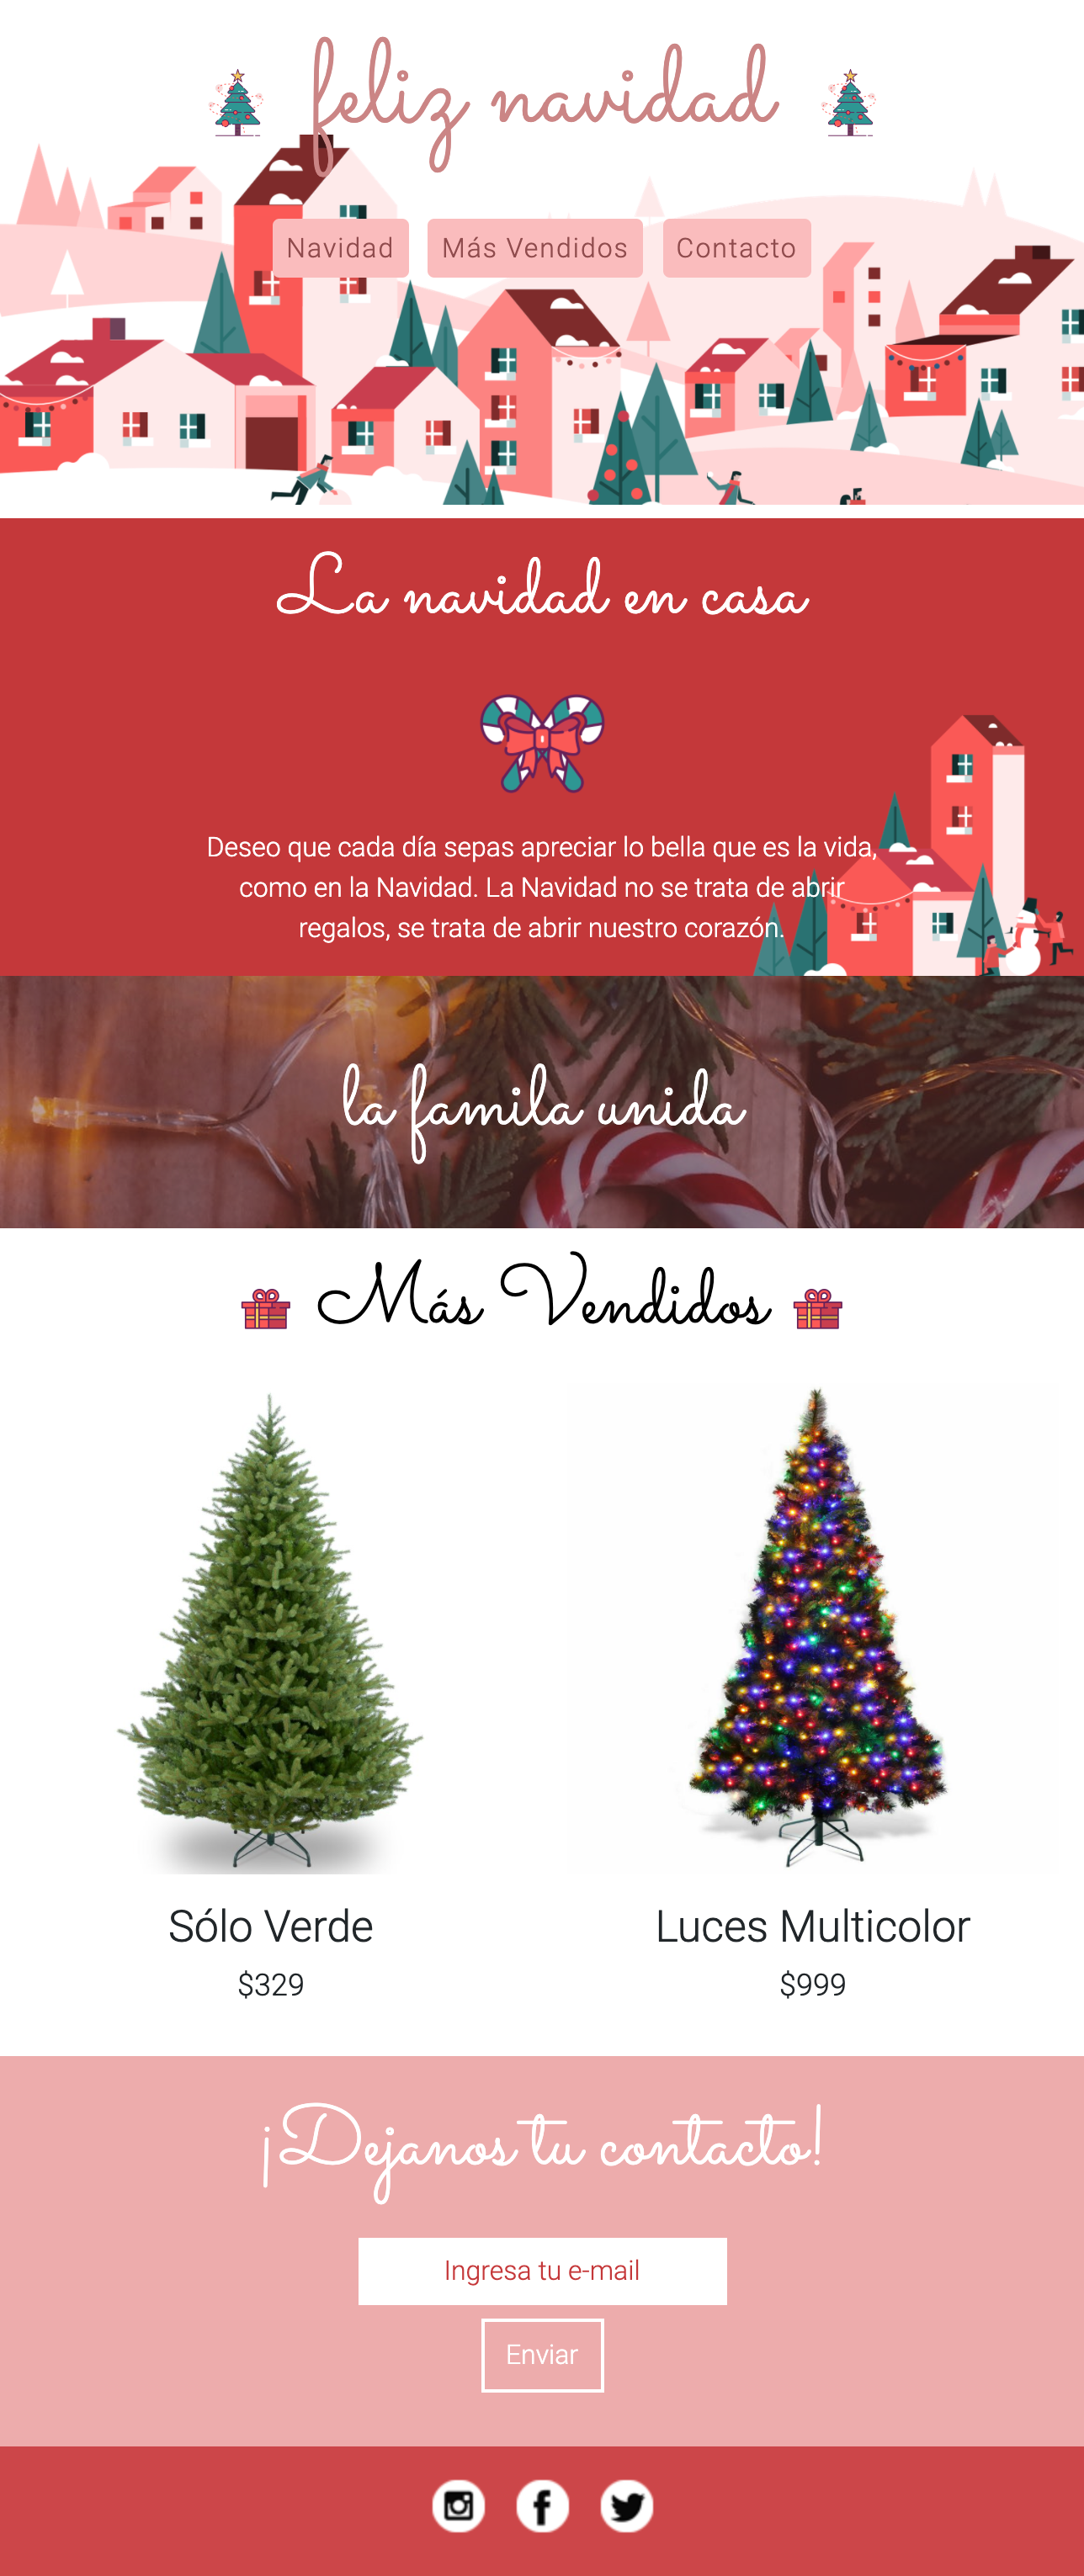 feliz navidad
Navidad
Más Vendidos
Contacto
La navidad en casa
Deseo que cada día sepas apreciar lo bella que es la vida,
como en la Navidad. La Navidad no se trata de abrir
regalos, se trata de abrir nuestro corazón.
la famila unida
Más Vendidos
Sólo Verde
$329
Luces Multicolor
$999
¡Dejanos tu contacto!
Ingresa tu e-mail
Enviar